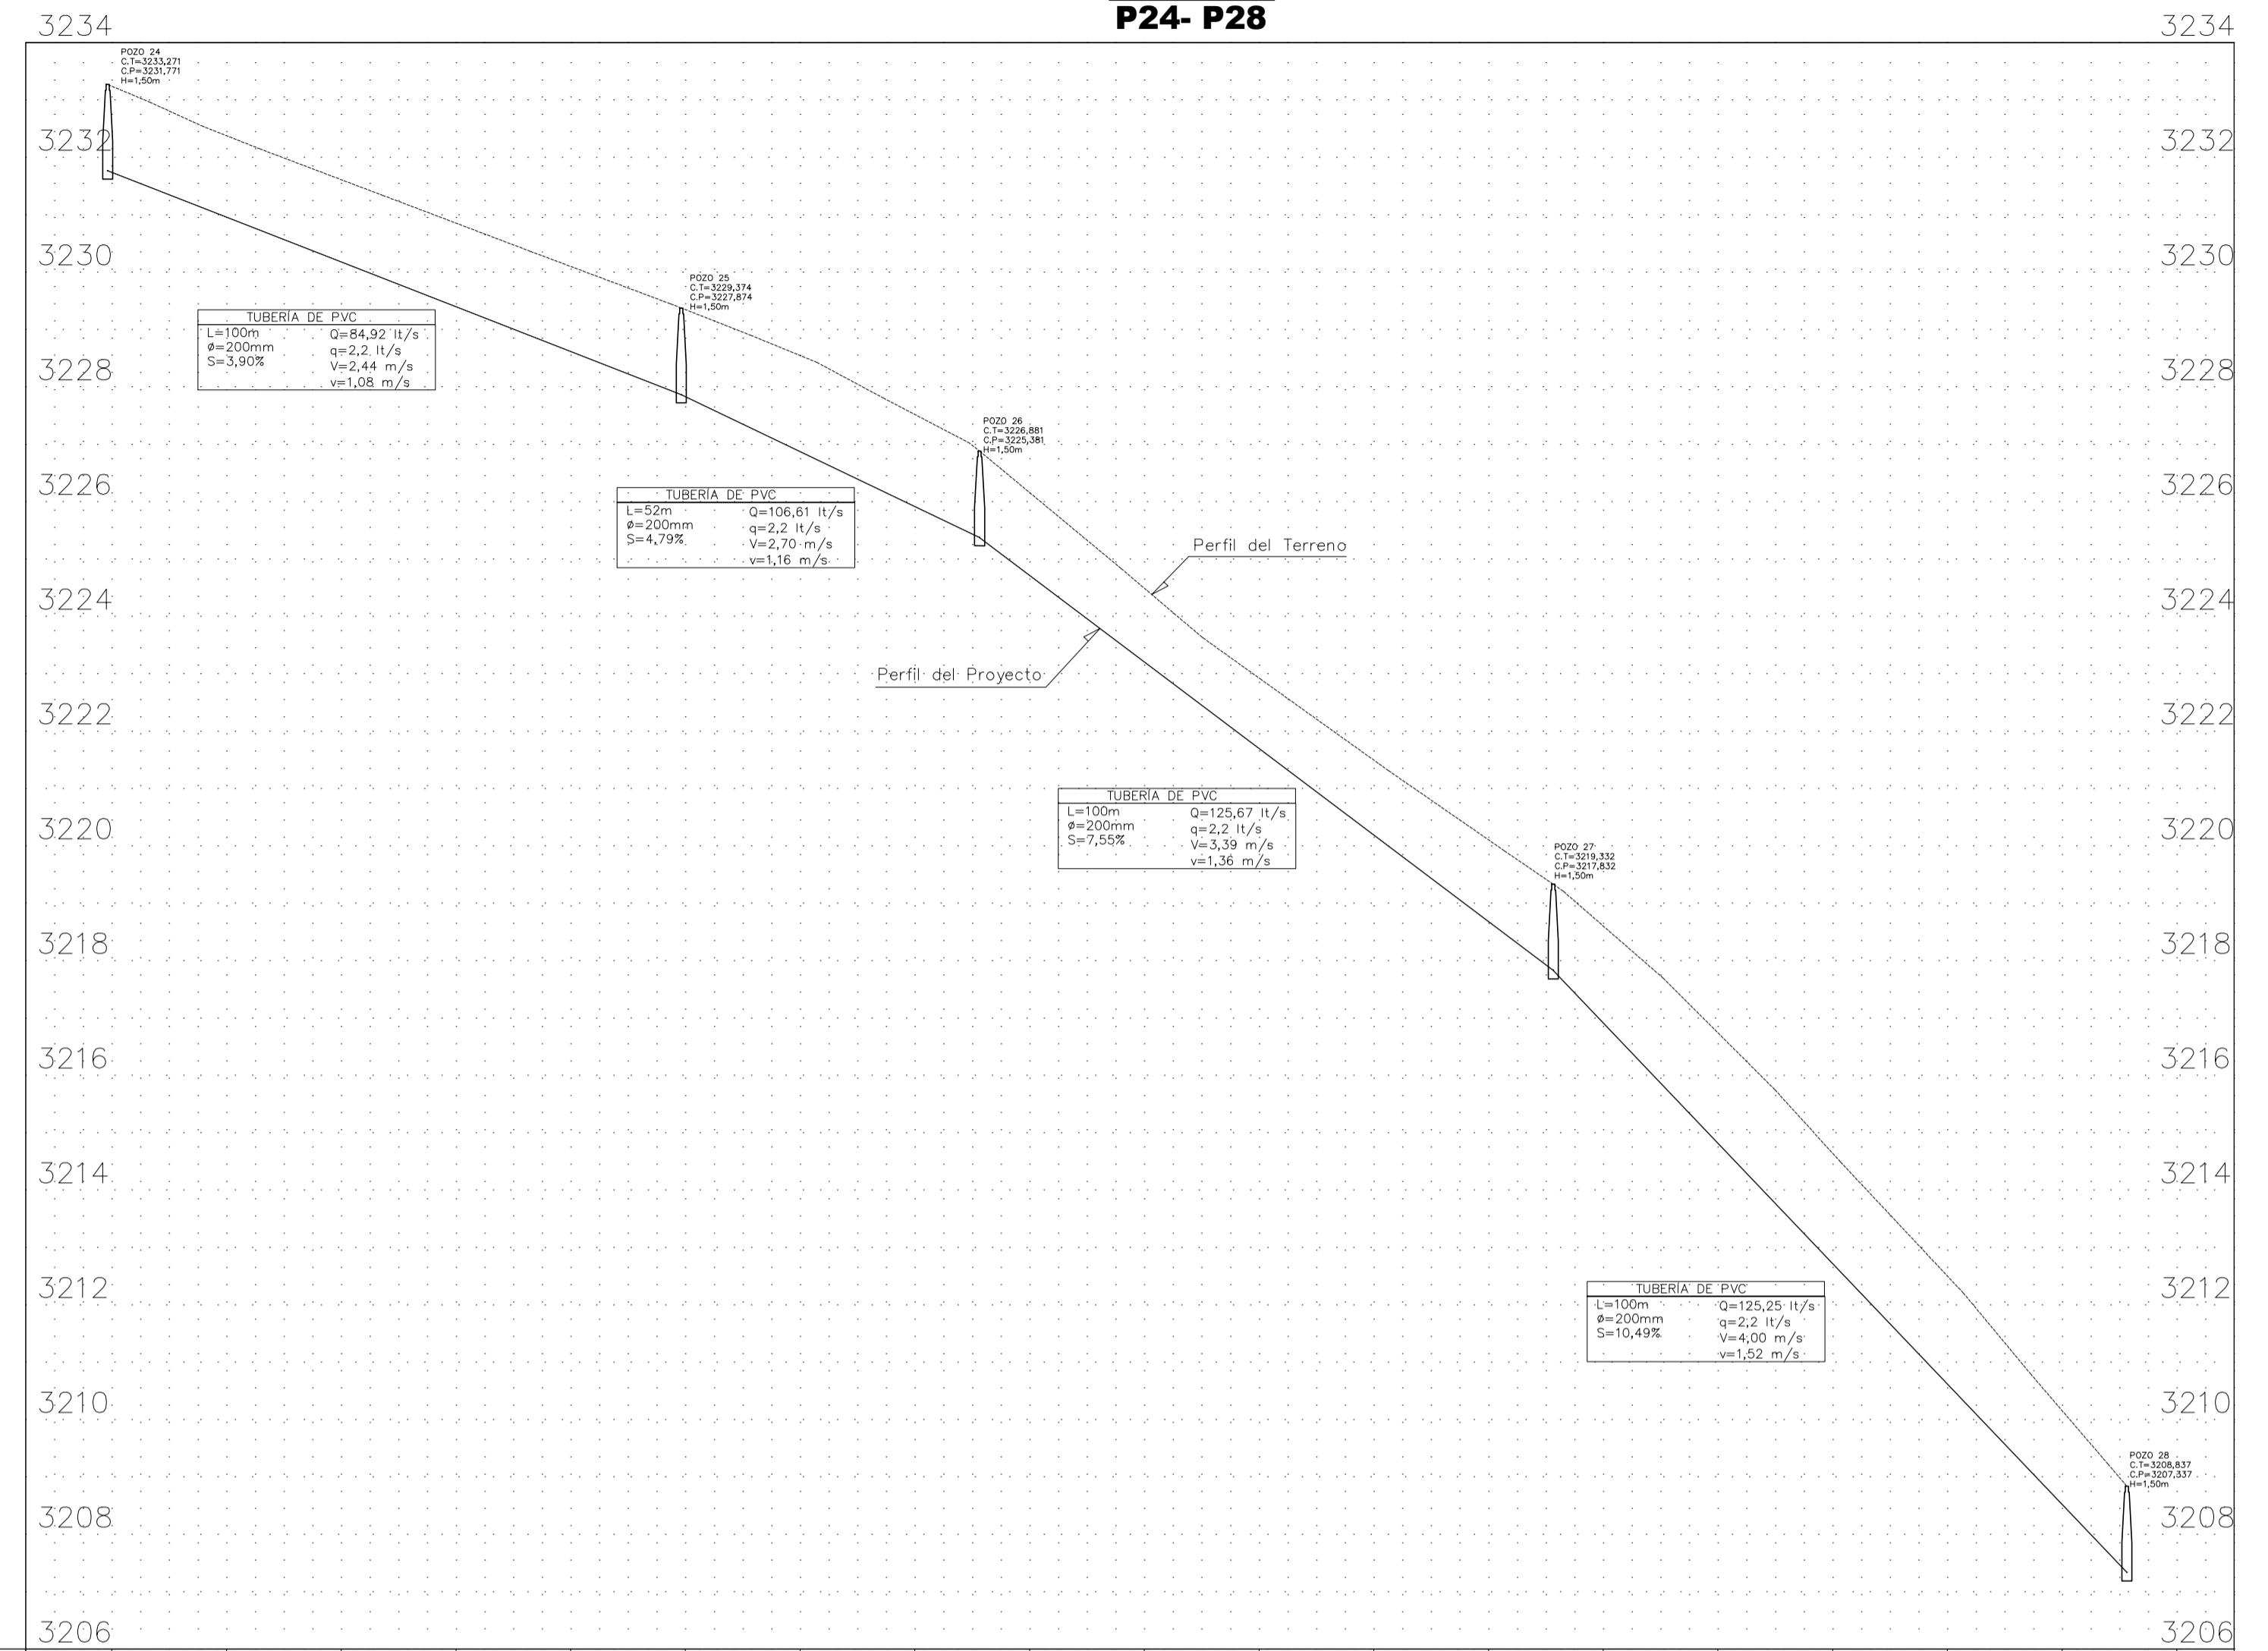 P24- P28
3234 3234
POZO 24
C.T=3233,271
C.P=3231,771
H=1,50m
3232 3232
3230 3230
POZO 25
C.T=3229,374
C.P=3227,874
H=1,50m
TUBERÍA DE PVC
L=100m Q=84,92 lt/s
ø=200mm q=2,2 lt/s
S=3,90% V=2,44 m/s
v=1,08 m/s
3228 3228
POZO 26
C.T=3226,881
C.P=3225,381
H=1,50m
3226 3226
TUBERÍA DE PVC
L=52m Q=106,61 lt/s
ø=200mm q=2,2 lt/s
S=4,79% V=2,70 m/s
v=1,16 m/s
Perfil del Terreno
3224 3224
Perfil del Proyecto
3222 3222
TUBERÍA DE PVC
L=100m Q=125,67 lt/s
ø=200mm q=2,2 lt/s
S=7,55% V=3,39 m/s
v=1,36 m/s
3220 3220
POZO 27
C.T=3219,332
C.P=3217,832
H=1,50m
3218 3218
3216 3216
3214 3214
3212 3212
TUBERÍA DE PVC
L=100m Q=125,25 lt/s
ø=200mm q=2,2 lt/s
S=10,49% V=4,00 m/s
v=1,52 m/s
3210 3210
POZO 28
C.T=3208,837
C.P=3207,337
H=1,50m
3208 3208
3206 3206